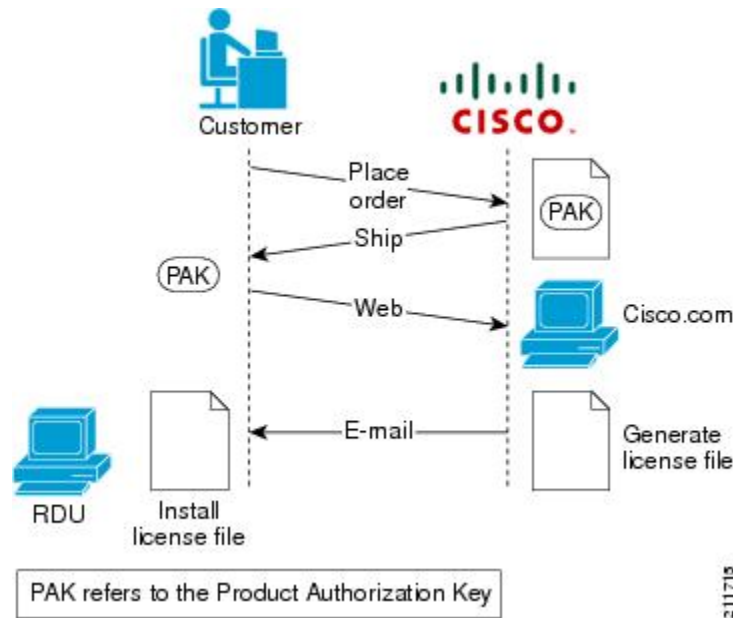 Customer
CISCO.
Place
order
PAK
Ship
PAK
Web
Cisco.com
E-mail
Generate
license file
RDU
Install
license file
PAK refers to the Product Authorization Key
211715